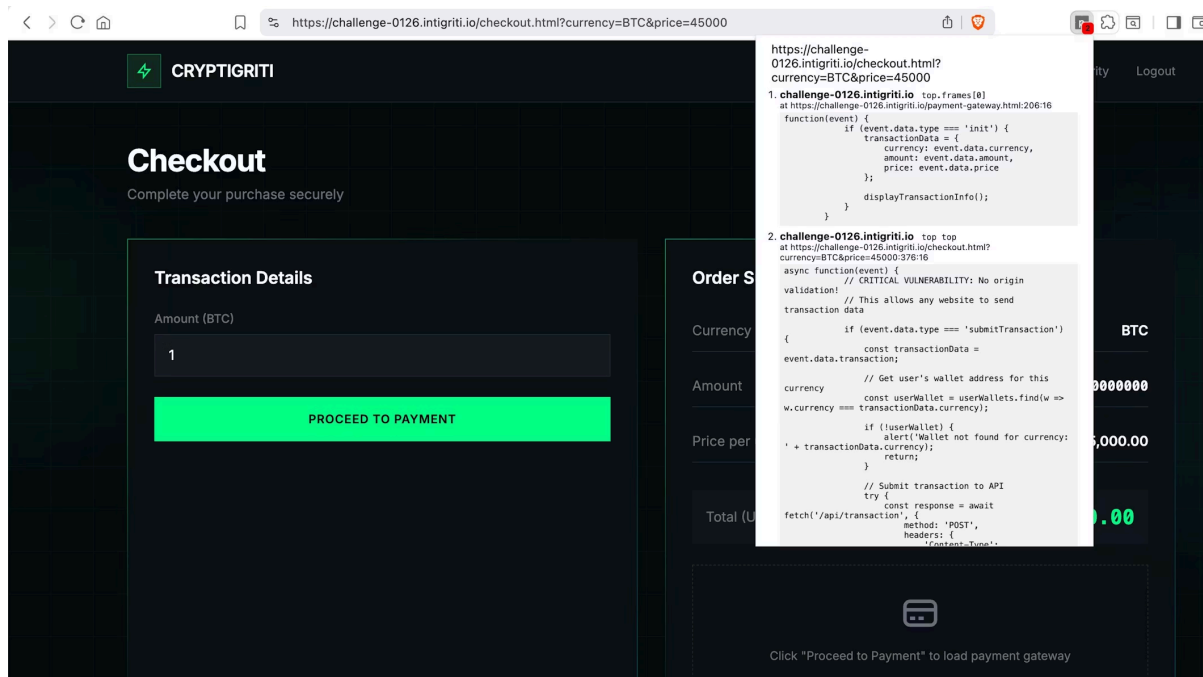 https://challenge-0126.intigriti.io/checkout.html?currency=BTC&price=45000
CRYPTIGRITI
Logout
Checkout
Complete your purchase securely
Transaction Details
Amount (BTC)
1
PROCEED TO PAYMENT
Order S
Currency
BTC
Amount
0000000
Price per
,000.00
Total (U
.00
Click "Proceed to Payment" to load payment gateway
https://challenge-
0126.intigriti.io/checkout.html?
currency=BTC&price=45000
1. challenge-0126.intigriti.io top.frames[0]
at https://challenge-0126.intigriti.io/payment-gateway.html:206:16
function(event) {
if (event.data.type === 'init') {
transactionData = {
currency: event.data.currency,
amount: event.data.amount,
price: event.data.price
};
displayTransactionInfo();
}
}
2. challenge-0126.intigriti.io top top
at https://challenge-0126.intigriti.io/checkout.html?
currency=BTC&price=45000:376:16
async function(event) {
// CRITICAL VULNERABILITY: No origin
validation!
// This allows any website to send
transaction data
if (event.data.type === 'submitTransaction')
{
const transactionData =
event.data.transaction;
// Get user's wallet address for this
currency
const userWallet = userWallets.find(w =>
w.currency === transactionData.currency);
if (!userWallet) {
alert('Wallet not found for currency:
' + transactionData.currency);
return;
}
// Submit transaction to API
try {
const response = await
fetch('/api/transaction', {
method: 'POST',
headers: {
'Content-Type':